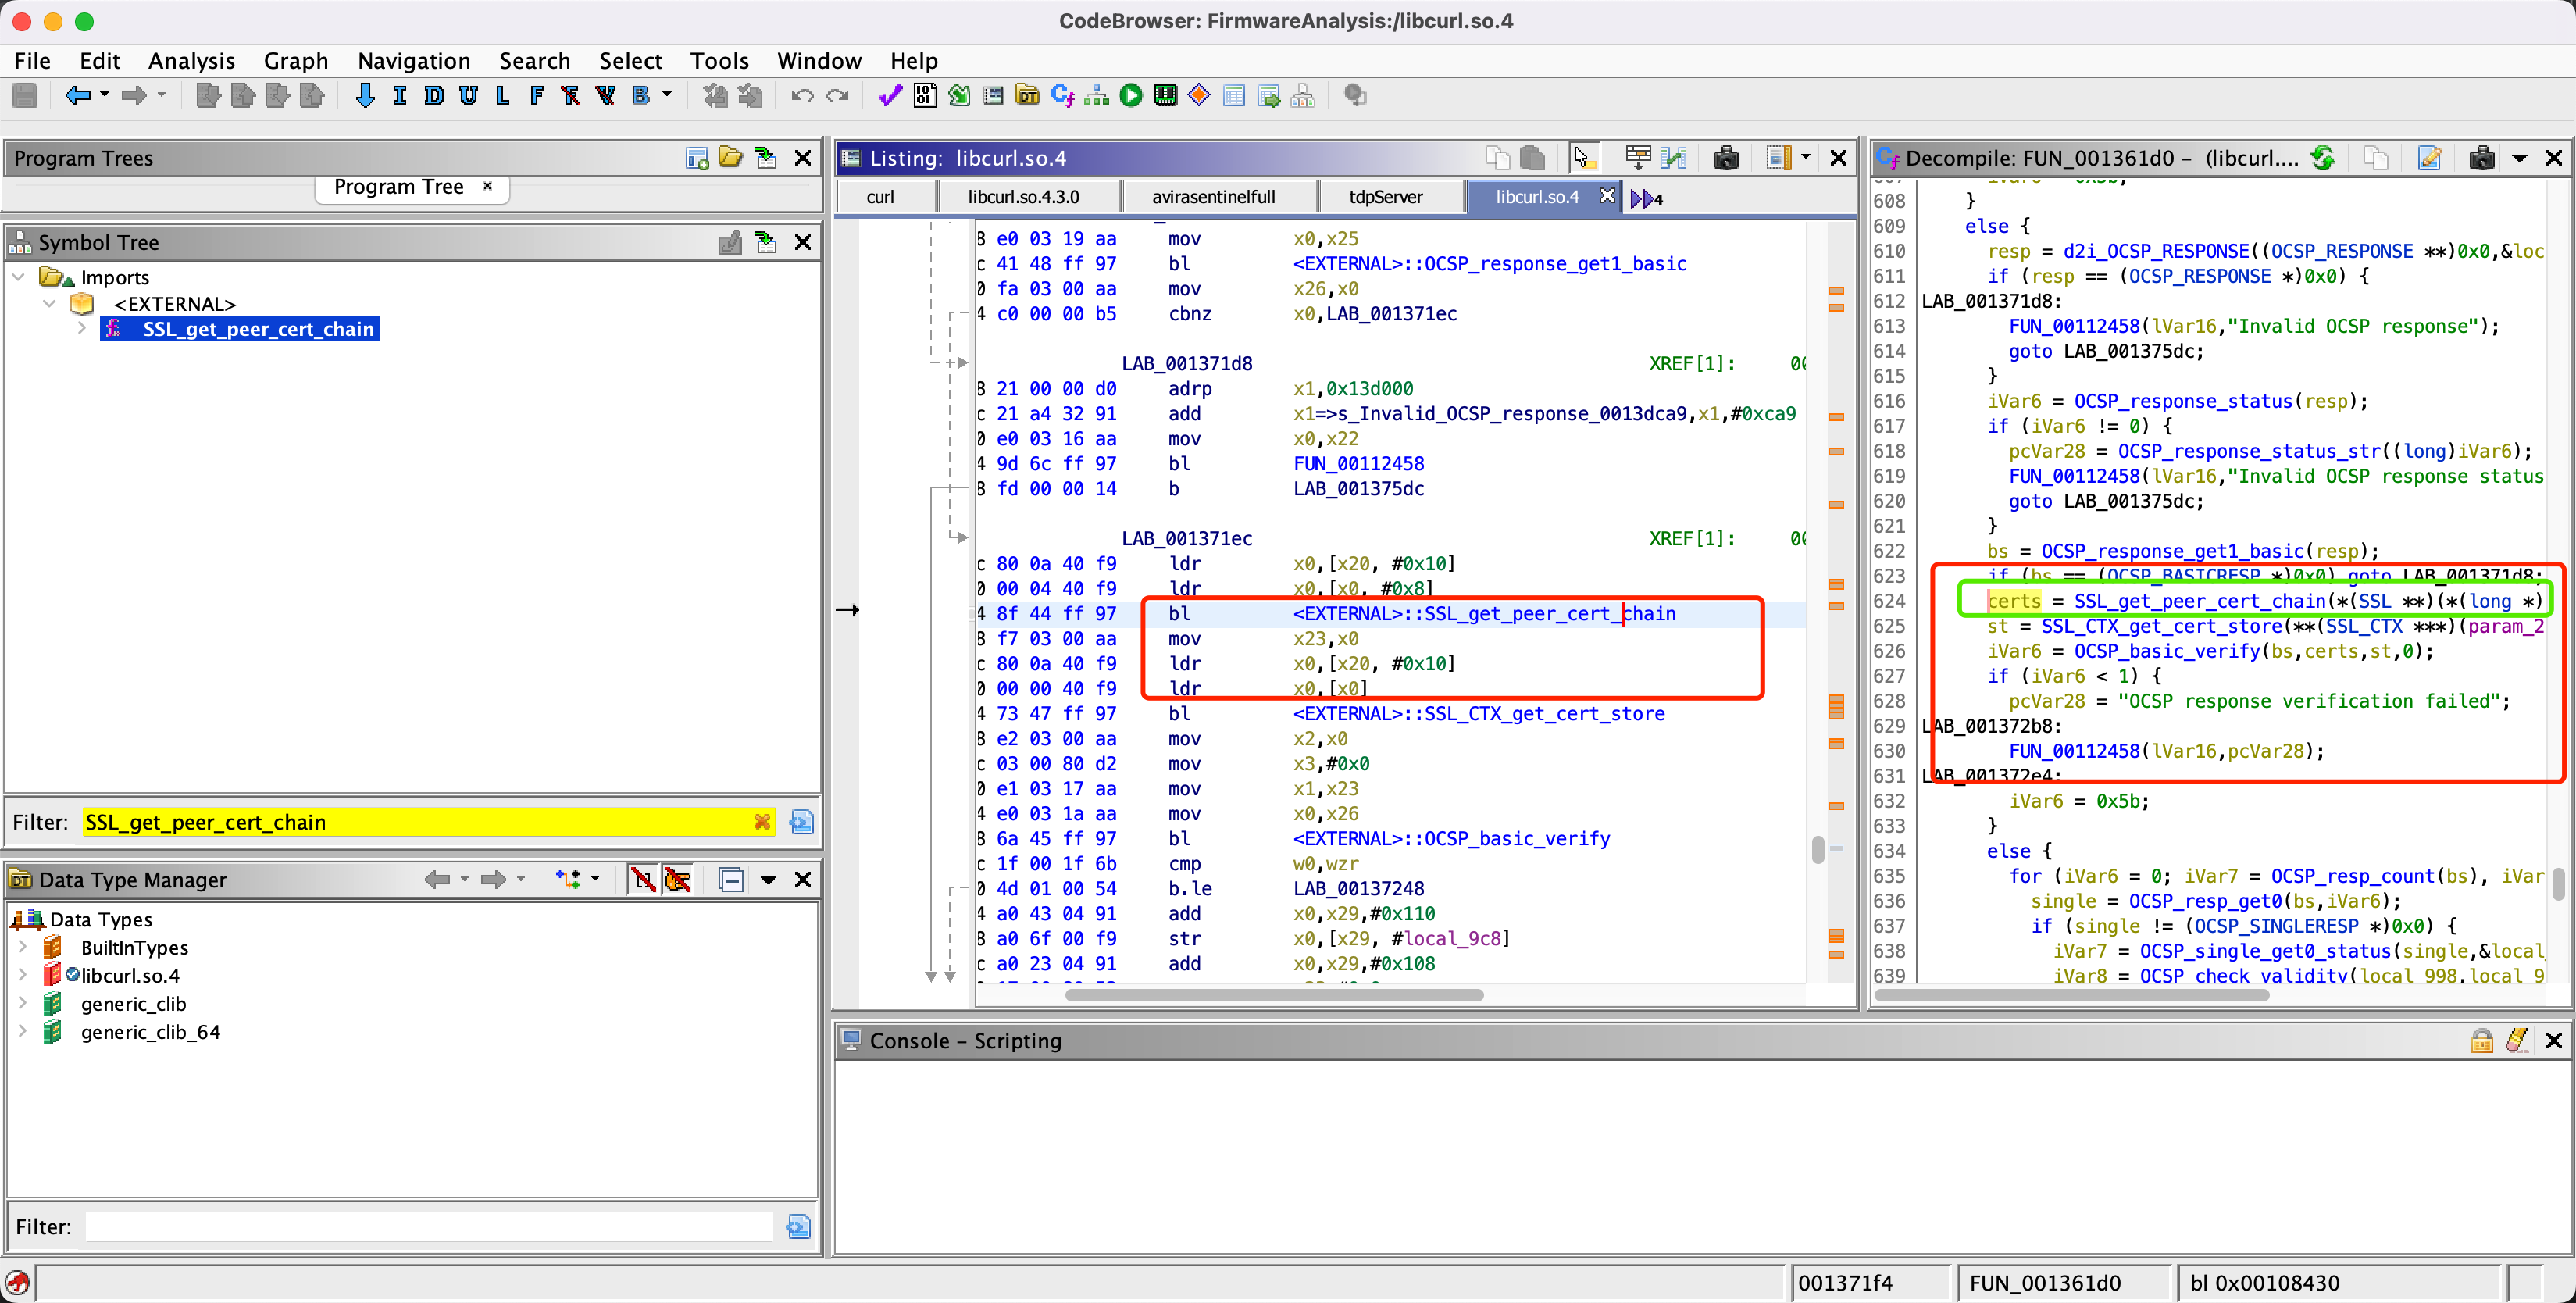 CodeBrowser: FirmwareAnalysis:/libcurl.so.4
File Edit Analysis Graph Navigation Search Select Tools Window Help
I D U L F B
Program Trees
Program Tree ×
Symbol Tree
Imports
<EXTERNAL>
SSL_get_peer_cert_chain
Filter: SSL_get_peer_cert_chain
Data Type Manager
Data Types
BuiltInTypes
libcurl.so.4
generic_clib
generic_clib_64
Filter:
Listing: libcurl.so.4
curl libcurl.so.4.3.0 avirasentinelfull tdpServer libcurl.so.4 4
8 e0 03 19 aa mov x0,x25
c 41 48 ff 97 bl <EXTERNAL>::OCSP_response_get1_basic
0 fa 03 00 aa mov x26,x0
4 c0 00 00 b5 cbnz x0,LAB_001371ec
LAB_001371d8 XREF[1]: 00
8 21 00 00 d0 adrp x1,0x13d000
c 21 a4 32 91 add x1=>s_Invalid_OCSP_response_0013dca9,x1,#0xca9
0 e0 03 16 aa mov x0,x22
4 9d 6c ff 97 bl FUN_00112458
8 fd 00 00 14 b LAB_001375dc
LAB_001371ec XREF[1]: 00
c 80 0a 40 f9 ldr x0,[x20, #0x10]
0 00 04 40 f9 ldr x0,[x0, #0x8]
4 8f 44 ff 97 bl <EXTERNAL>::SSL_get_peer_cert_chain
8 f7 03 00 aa mov x23,x0
c 80 0a 40 f9 ldr x0,[x20, #0x10]
0 00 00 40 f9 ldr x0,[x0]
4 73 47 ff 97 bl <EXTERNAL>::SSL_CTX_get_cert_store
8 e2 03 00 aa mov x2,x0
c 03 00 80 d2 mov x3,#0x0
0 e1 03 17 aa mov x1,x23
4 e0 03 1a aa mov x0,x26
8 6a 45 ff 97 bl <EXTERNAL>::OCSP_basic_verify
c 1f 00 1f 6b cmp w0,wzr
0 4d 01 00 54 b.le LAB_00137248
4 a0 43 04 91 add x0,x29,#0x110
8 a0 6f 00 f9 str x0,[x29, #local_9c8]
c a0 23 04 91 add x0,x29,#0x108
Decompile: FUN_001361d0 – (libcurl....
608 }
609 else {
610 resp = d2i_OCSP_RESPONSE((OCSP_RESPONSE **)0x0,&loc
611 if (resp == (OCSP_RESPONSE *)0x0) {
612 LAB_001371d8:
613 FUN_00112458(lVar16,"Invalid OCSP response");
614 goto LAB_001375dc;
615 }
616 iVar6 = OCSP_response_status(resp);
617 if (iVar6 != 0) {
618 pcVar28 = OCSP_response_status_str((long)iVar6);
619 FUN_00112458(lVar16,"Invalid OCSP response status
620 goto LAB_001375dc;
621 }
622 bs = OCSP_response_get1_basic(resp);
623 if (bs == (OCSP_BASICRESP *)0x0) goto LAB_001371d8;
624 certs = SSL_get_peer_cert_chain(*(SSL **)(*(long *)
625 st = SSL_CTX_get_cert_store(**(SSL_CTX ***)(param_2
626 iVar6 = OCSP_basic_verify(bs,certs,st,0);
627 if (iVar6 < 1) {
628 pcVar28 = "OCSP response verification failed";
629 LAB_001372b8:
630 FUN_00112458(lVar16,pcVar28);
631 LAB_001372e4:
632 iVar6 = 0x5b;
633 }
634 else {
635 for (iVar6 = 0; iVar7 = OCSP_resp_count(bs), iVar
636 single = OCSP_resp_get0(bs,iVar6);
637 if (single != (OCSP_SINGLERESP *)0x0) {
638 iVar7 = OCSP_single_get0_status(single,&local
639 iVar8 = OCSP_check_validity(local_998,local_9
Console – Scripting
001371f4 FUN_001361d0 bl 0x00108430